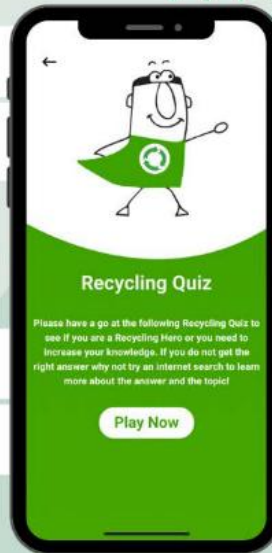 Recycling Quiz
Please have a go at the following Recycling Quiz to
see if you are a Recycling Hero or you need to
increase your knowledge. If you do not get the
right answer why not try an internet search to learn
more about the answer and the topic!
Play Now